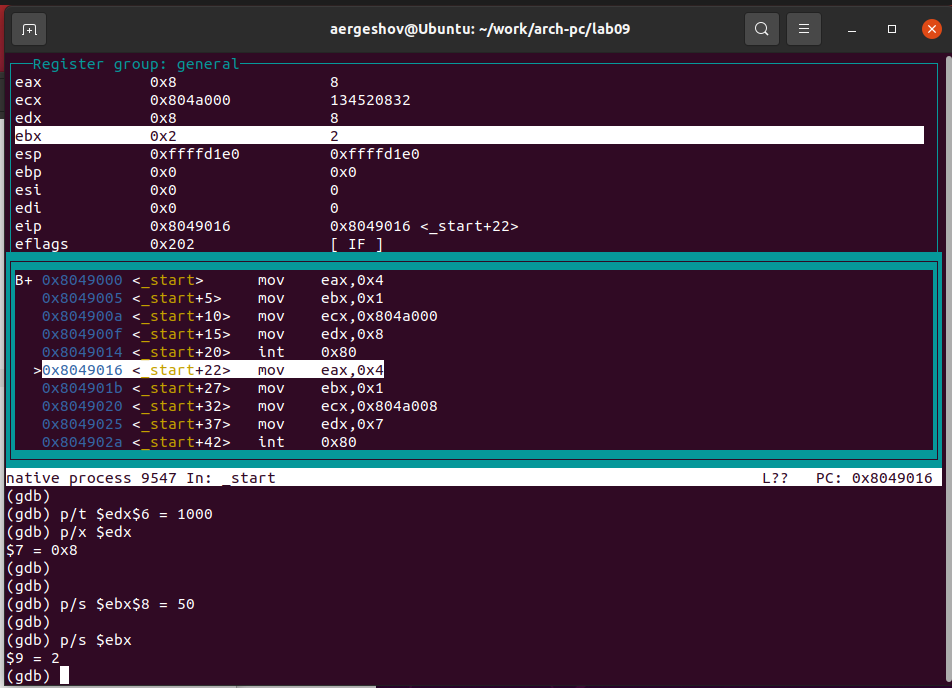 aergeshov@Ubuntu: ~/work/arch-pc/lab09
Register group: general
eax 0x8 8
ecx 0x804a000 134520832
edx 0x8 8
ebx 0x2 2
esp 0xffffd1e0 0xffffd1e0
ebp 0x0 0x0
esi 0x0 0
edi 0x0 0
eip 0x8049016 0x8049016 <_start+22>
eflags 0x202 [ IF ]
B+ 0x8049000 <_start> mov eax,0x4
0x8049005 <_start+5> mov ebx,0x1
0x804900a <_start+10> mov ecx,0x804a000
0x804900f <_start+15> mov edx,0x8
0x8049014 <_start+20> int 0x80
>0x8049016 <_start+22> mov eax,0x4
0x804901b <_start+27> mov ebx,0x1
0x8049020 <_start+32> mov ecx,0x804a008
0x8049025 <_start+37> mov edx,0x7
0x804902a <_start+42> int 0x80
native process 9547 In: _start L?? PC: 0x8049016
(gdb)
(gdb) p/t $edx$6 = 1000
(gdb) p/x $edx
$7 = 0x8
(gdb)
(gdb)
(gdb) p/s $ebx$8 = 50
(gdb)
(gdb) p/s $ebx
$9 = 2
(gdb)